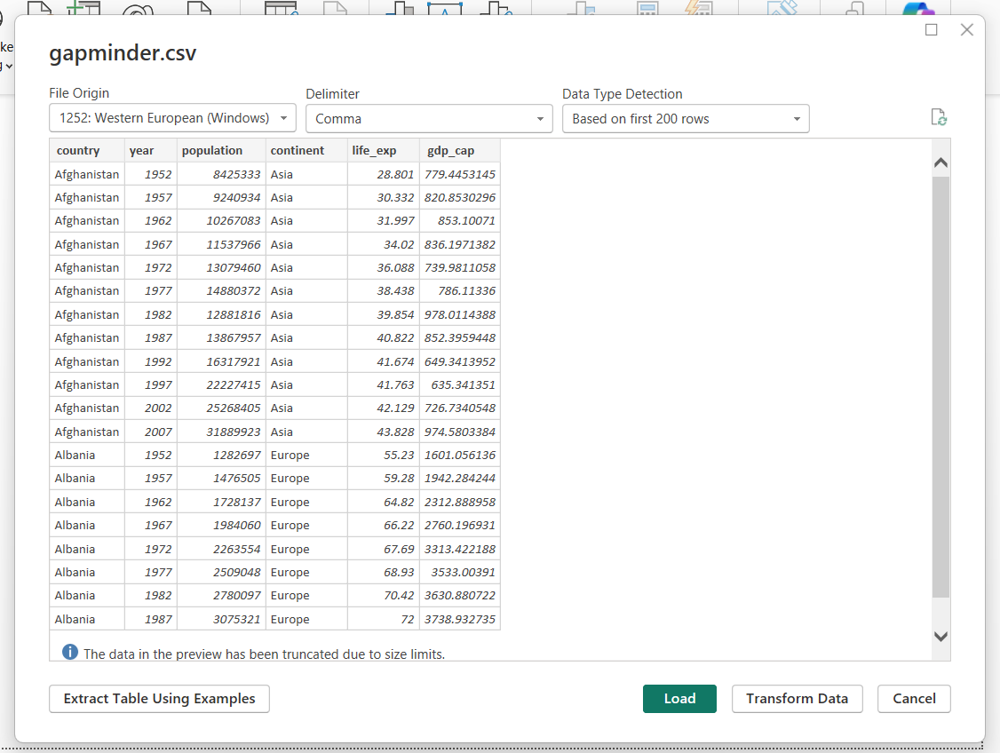 ke
gapminder.csv
File Origin
Delimiter
Data Type Detection
1252: Western European (Windows)
Comma
Based on first 200 rows
country year population continent life_exp gdp_cap
Afghanistan 1952 8425333 Asia 28.801 779.4453145
Afghanistan 1957 9240934 Asia 30.332 820.8530296
Afghanistan 1962 10267083 Asia 31.997 853.10071
Afghanistan 1967 11537966 Asia 34.02 836.1971382
Afghanistan 1972 13079460 Asia 36.088 739.9811058
Afghanistan 1977 14880372 Asia 38.438 786.11336
Afghanistan 1982 12881816 Asia 39.854 978.0114388
Afghanistan 1987 13867957 Asia 40.822 852.3959448
Afghanistan 1992 16317921 Asia 41.674 649.3413952
Afghanistan 1997 22227415 Asia 41.763 635.341351
Afghanistan 2002 25268405 Asia 42.129 726.7340548
Afghanistan 2007 31889923 Asia 43.828 974.5803384
Albania 1952 1282697 Europe 55.23 1601.056136
Albania 1957 1476505 Europe 59.28 1942.284244
Albania 1962 1728137 Europe 64.82 2312.888958
Albania 1967 1984060 Europe 66.22 2760.196931
Albania 1972 2263554 Europe 67.69 3313.422188
Albania 1977 2509048 Europe 68.93 3533.00391
Albania 1982 2780097 Europe 70.42 3630.880722
Albania 1987 3075321 Europe 72 3738.932735
The data in the preview has been truncated due to size limits.
Extract Table Using Examples
Load
Transform Data
Cancel